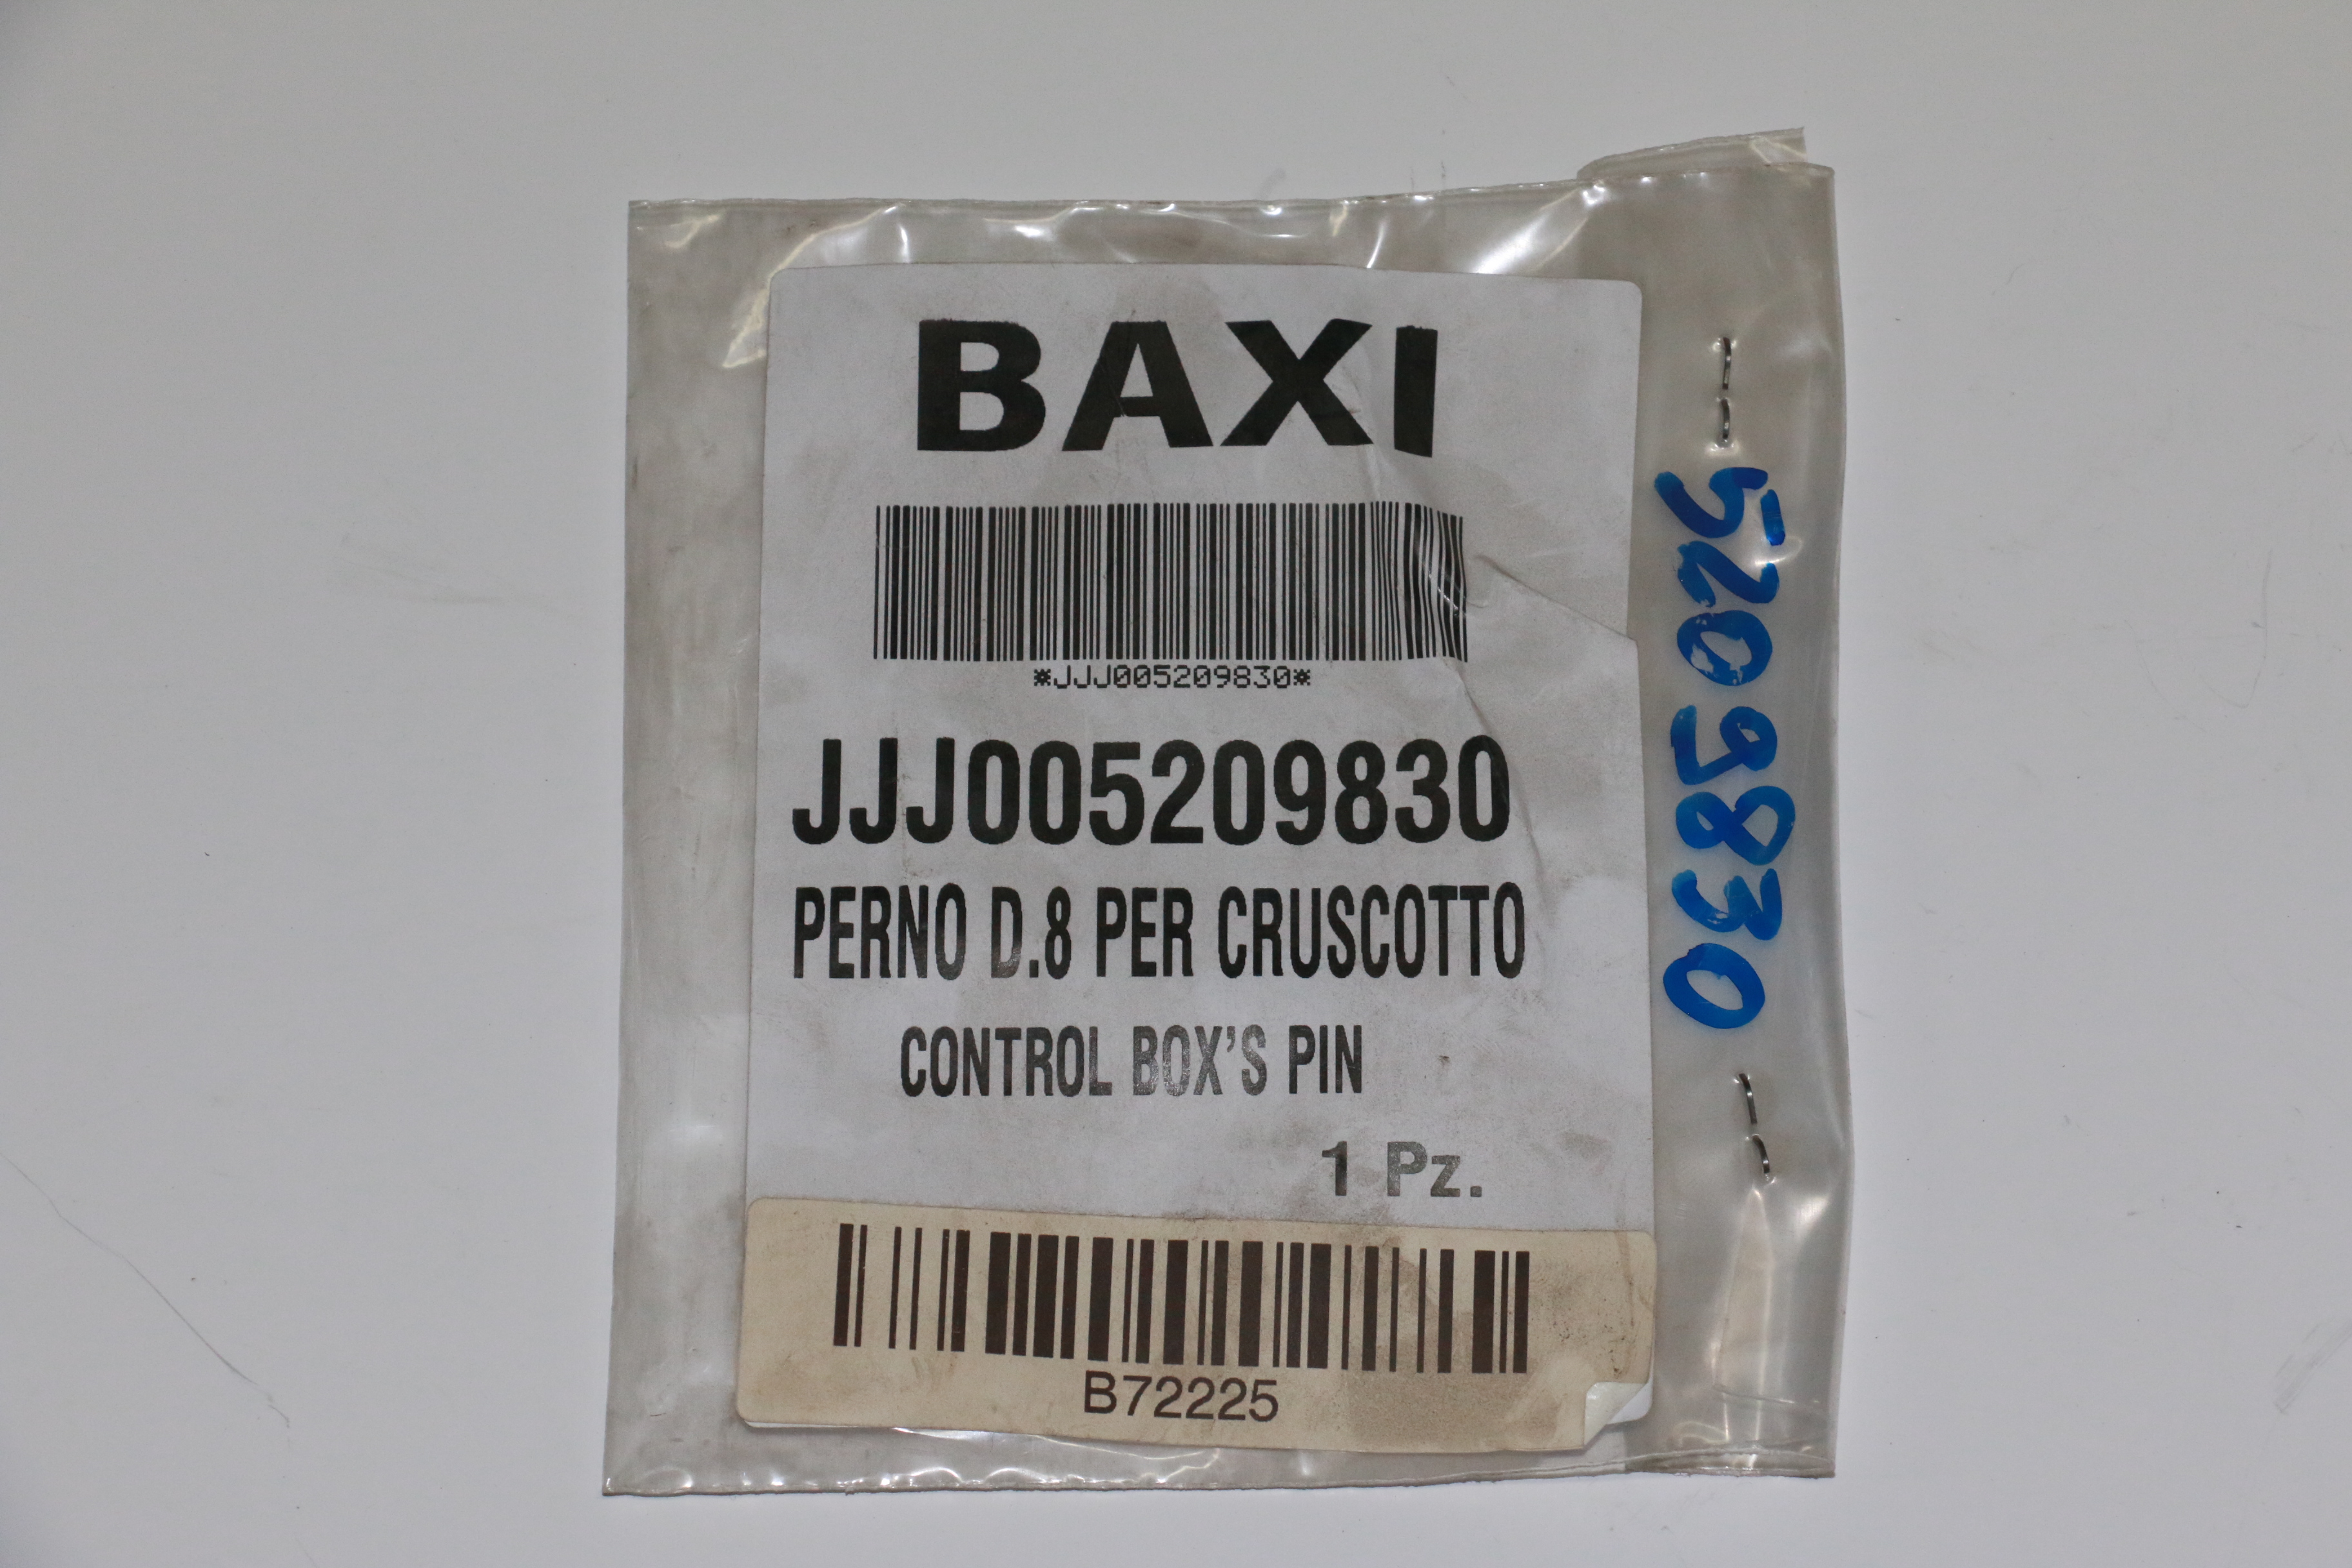 BAXI
*JJJ005209830*
JJJ005209830
PERNO D.8 PER CRUSCOTTO
CONTROL BOX'S PIN
1 Pz.
B72225
5209830